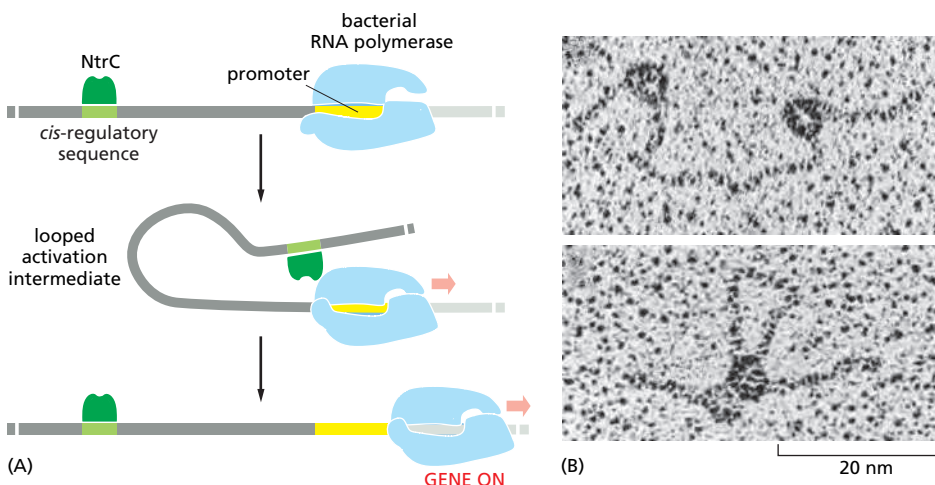 bacterial
RNA polymerase
NtrC
promoter
cis-regulatory
sequence
looped
activation
intermediate
(A)
GENE ON
(B)
20 nm